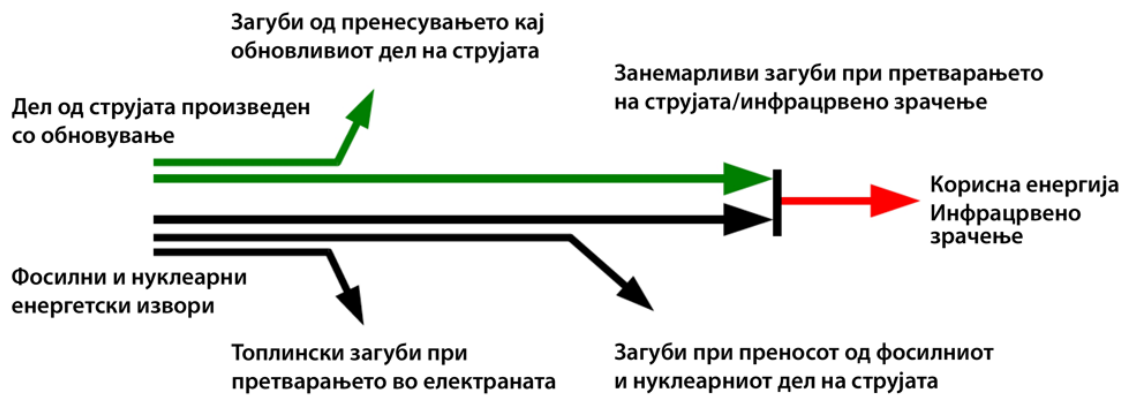 Загуби од пренесувањето кај
обновливиот дел на струјата
Занемарливи загуби при претварањето
на струјата/инфрацрвено зрачење
Дел од струјата произведен
со обновување
Корисна енергија
Инфрацрвено
зрачење
Фосилни и нуклеарни
енергетски извори
Топлински загуби при
претварањето во електраната
Загуби при преносот од фосилниот
и нуклеарниот дел на струјата